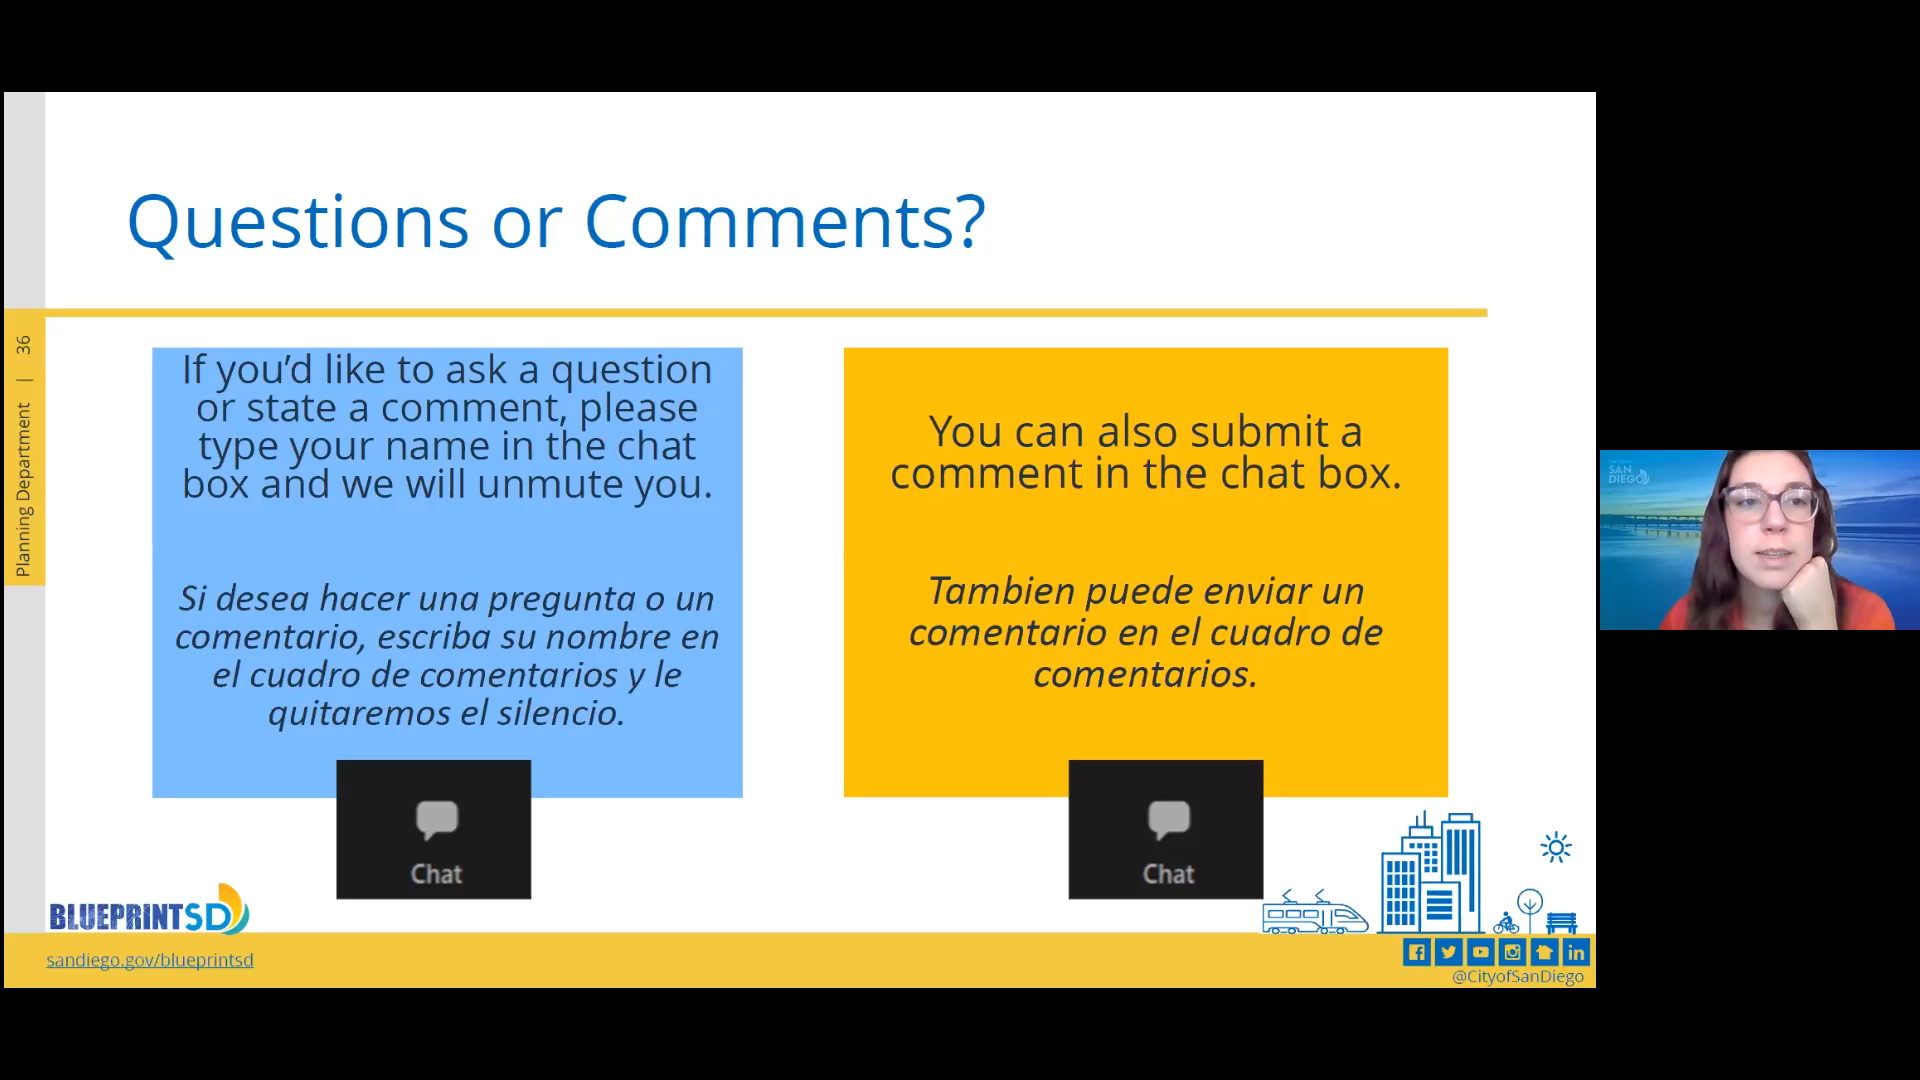 Questions or Comments?
Planning Department | 36
If you’d like to ask a question
or state a comment, please
type your name in the chat
box and we will unmute you.
Si desea hacer una pregunta o un
comentario, escriba su nombre en
el cuadro de comentarios y le
quitaremos el silencio.
Chat
You can also submit a
comment in the chat box.
Tambien puede enviar un
comentario en el cuadro de
comentarios.
Chat
BLUEPRINTSD
sandiego.gov/blueprintsd
@CityofSanDiego
SAN
DIEGO